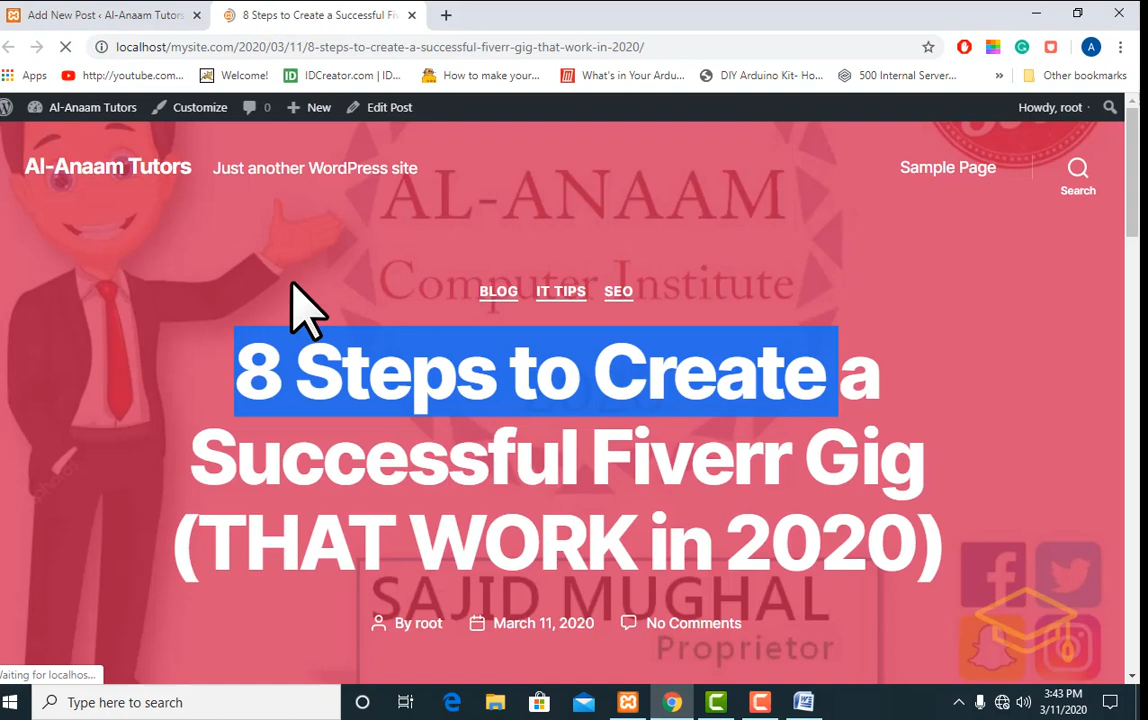 Add New Post ‹ Al-Anaam Tutors
8 Steps to Create a Successful Fiv
localhost/mysite.com/2020/03/11/8-steps-to-create-a-successful-fiverr-gig-that-work-in-2020/
A
Apps
http://youtube.com...
Welcome!
ID
IDCreator.com | ID...
How to make your...
What's in Your Ardu...
DIY Arduino Kit- Ho...
500 Internal Server...
»
Other bookmarks
Al-Anaam Tutors
Customize
0
New
Edit Post
Howdy, root
Al-Anaam Tutors
Just another WordPress site
Sample Page
Search
AL-ANAAM
Computer Institute
BLOG
IT TIPS
SEO
8 Steps to Create a
Successful Fiverr Gig
(THAT WORK in 2020)
SAJID MUGHAL
By root
March 11, 2020
No Comments
Proprietor
Waiting for localhost...
Type here to search
3:43 PM
3/11/2020